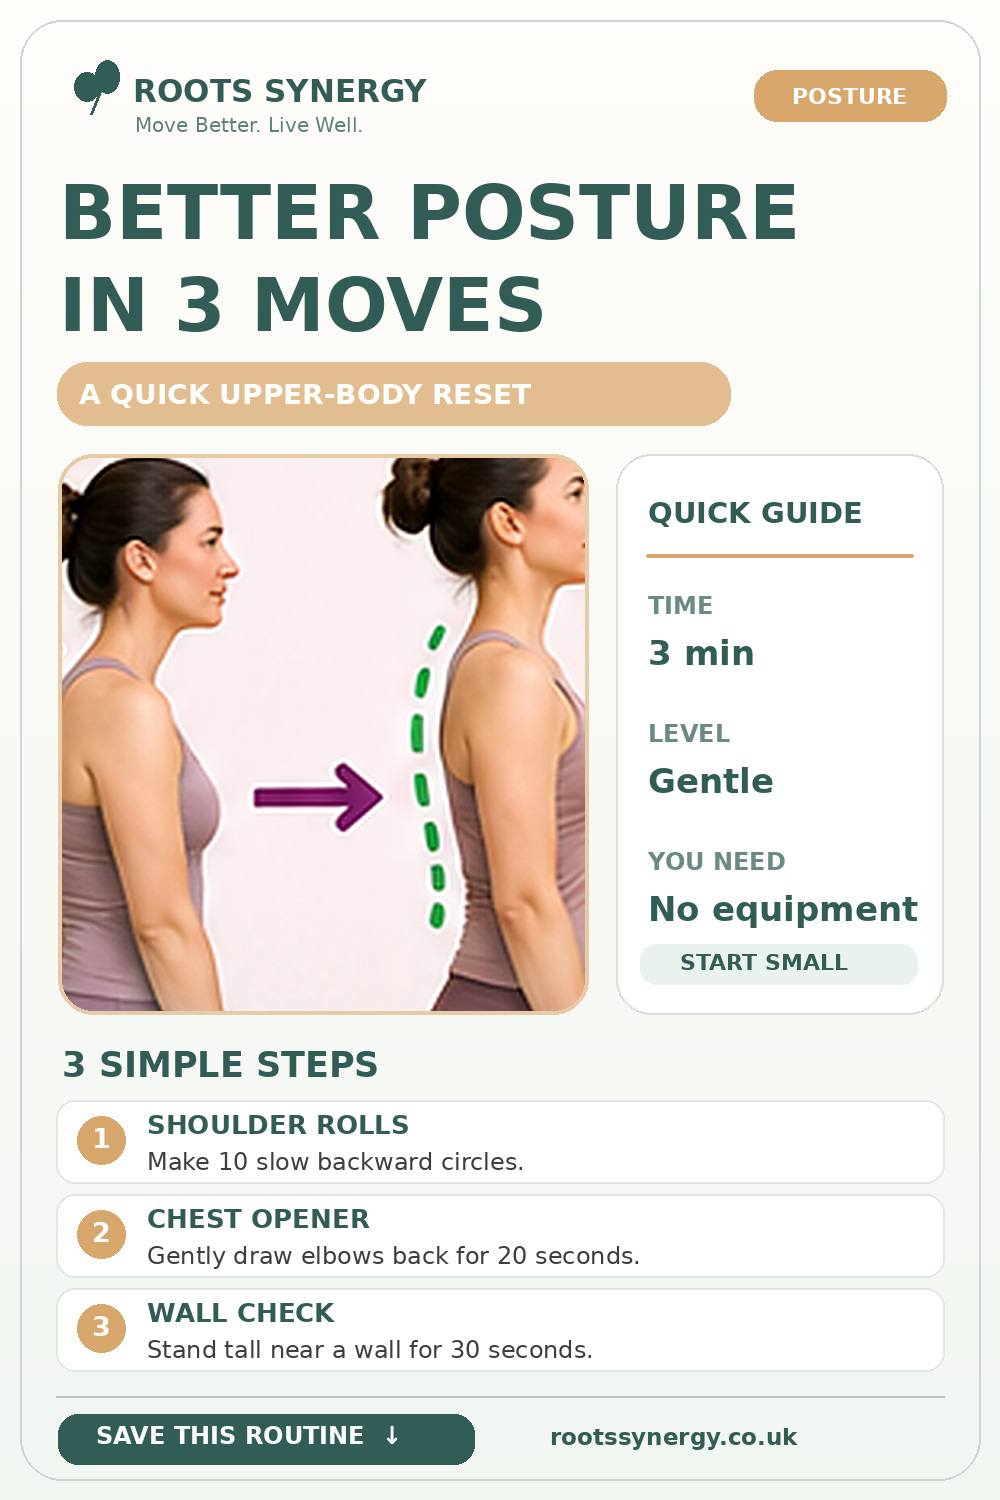 ROOTS SYNERGY
Move Better. Live Well.
POSTURE
BETTER POSTURE
IN 3 MOVES
A QUICK UPPER-BODY RESET
QUICK GUIDE
TIME
3 min
LEVEL
Gentle
YOU NEED
No equipment
START SMALL
3 SIMPLE STEPS
1
SHOULDER ROLLS
Make 10 slow backward circles.
2
CHEST OPENER
Gently draw elbows back for 20 seconds.
3
WALL CHECK
Stand tall near a wall for 30 seconds.
SAVE THIS ROUTINE ↓
rootssynergy.co.uk